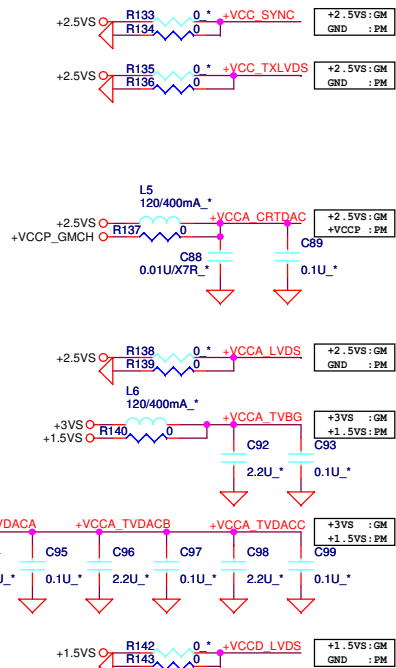 R133 0_* +VCC_SYNC +2.5VS:GM
+2.5VS
R134 0 GND :PM
R135 0_* +VCC_TXLVDS +2.5VS:GM
+2.5VS
R136 0 GND :PM
L5
120/400mA_*
+2.5VS +VCCA_CRTDAC +2.5VS:GM
+VCCP_GMCH R137 0 +VCCP :PM
C88 C89
0.01U/X7R_* 0.1U_*
R138 0_* +VCCA_LVDS +2.5VS:GM
+2.5VS
R139 0 GND :PM
L6
120/400mA_*
+3VS +VCCA_TVBG +3VS :GM
+1.5VS R140 0 +1.5VS:PM
C92 C93
2.2U_* 0.1U_*
VDACA +VCCA_TVDACB +VCCA_TVDACC +3VS :GM
+1.5VS:PM
C95 C96 C97 C98 C99
U_* 0.1U_* 2.2U_* 0.1U_* 2.2U_* 0.1U_*
R142 0_* +VCCD_LVDS +1.5VS:GM
+1.5VS
R143 0 GND :PM